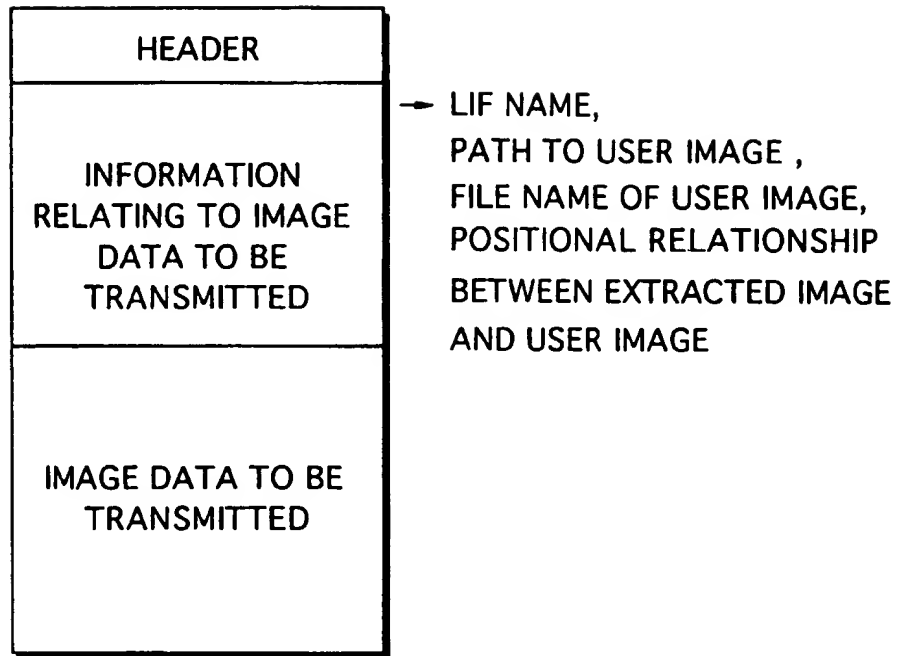 HEADER
INFORMATION
RELATING TO IMAGE
DATA TO BE
TRANSMITTED
IMAGE DATA TO BE
TRANSMITTED
LIF NAME,
PATH TO USER IMAGE ,
FILE NAME OF USER IMAGE,
POSITIONAL RELATIONSHIP
BETWEEN EXTRACTED IMAGE
AND USER IMAGE